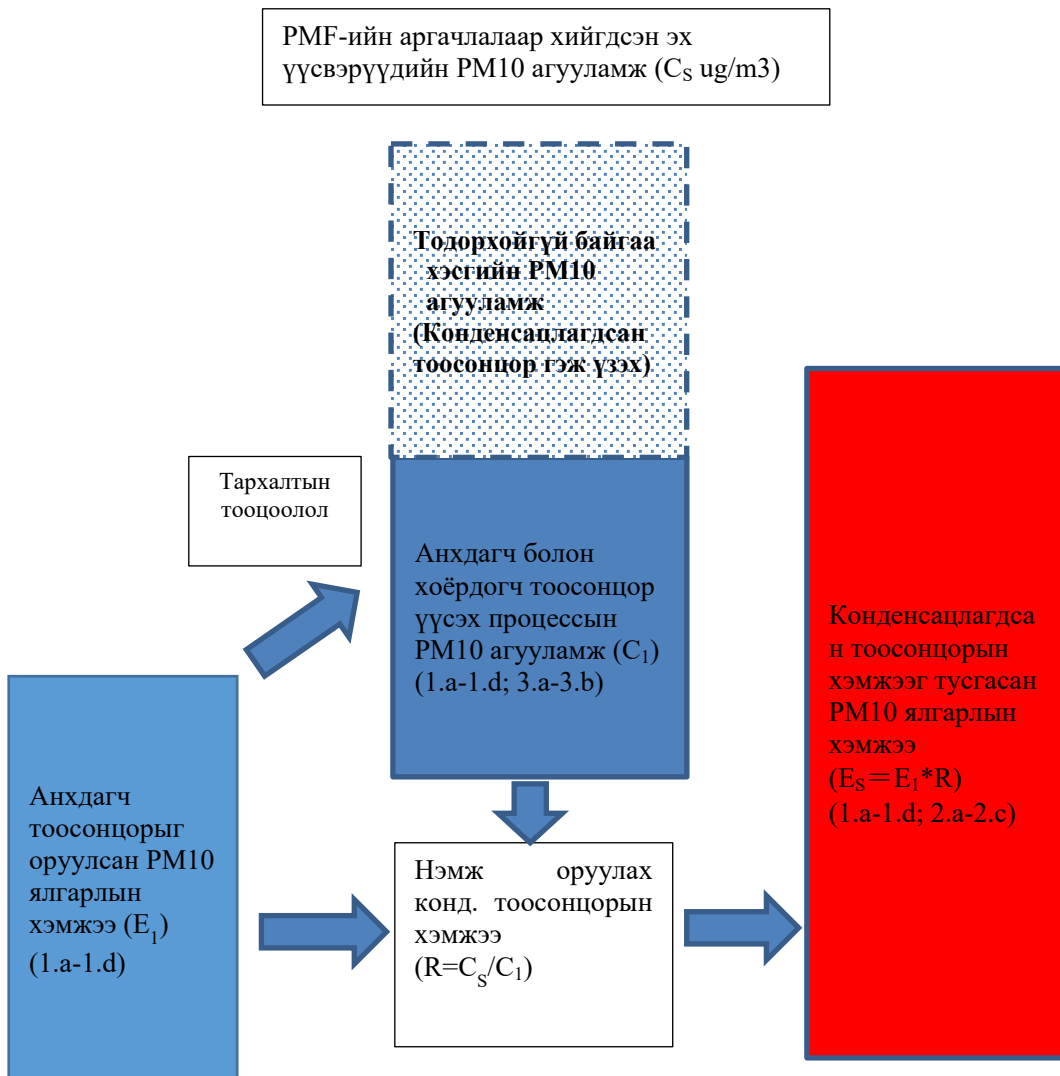 PMF-ийн аргачлалаар хийгдсэн эх
үүсвэрүүдийн PM10 агууламж (CS ug/m3)
Тодорхойгүй байгаа
хэсгийн PM10
агууламж
(Конденсацлагдсан
тоосонцор гэж үзэх)
Тархалтын
тооцоолол
Анхдагч болон
хоёрдогч тоосонцор
үүсэх процессын
PM10 агууламж (C1)
(1.a-1.d; 3.a-3.b)
Анхдагч
тоосонцорыг
оруулсан PM10
ялгарлын
хэмжээ (E1)
(1.a-1.d)
Нэмж оруулах
конд. тоосонцорын
хэмжээ
(R=CS/C1)
Конденсацлагдса
н тоосонцорын
хэмжээг тусгасан
PM10 ялгарлын
хэмжээ
(ES＝E1*R)
(1.a-1.d; 2.a-2.c)